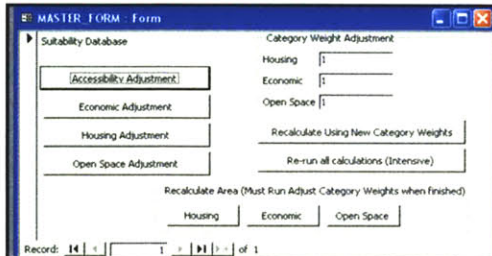 MASTER_FORM : Form
Suitability Database
Category Weight Adjustment
Housing 1
Accessibility Adjustment
Economic 1
Economic Adjustment
Open Space 1
Housing Adjustment
Recalculate Using New Category Weights
Open Space Adjustment
Re-run all calculations (Intensive)
Recalculate Area (Must Run Adjust Category Weights when finished)
Housing Economic Open Space
Record: 1 of 1